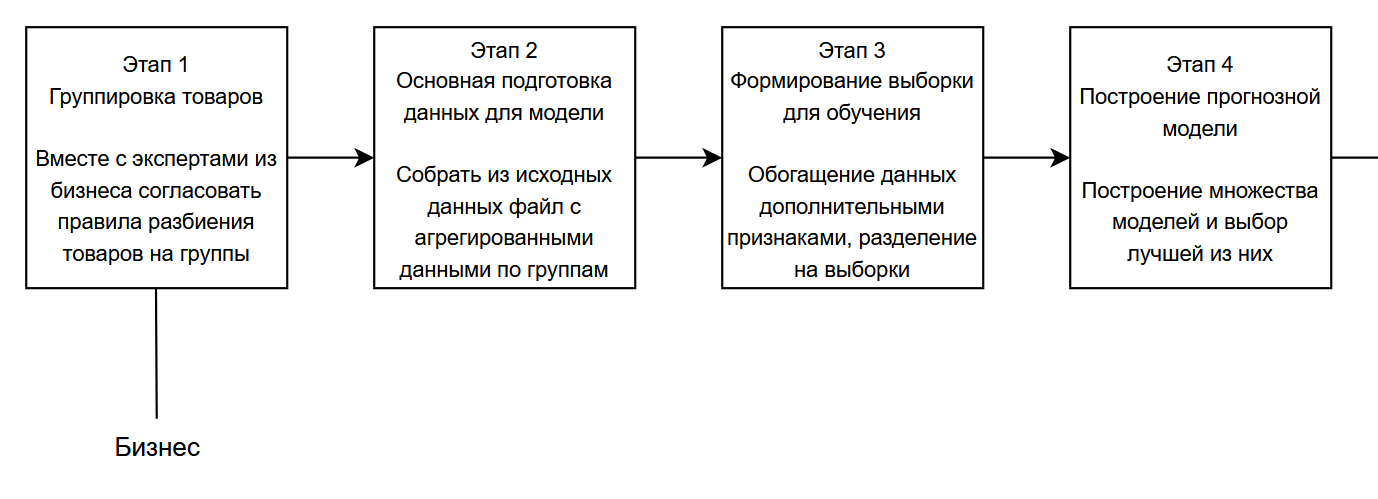 Этап 1
Группировка товаров
Вместе с экспертами из
бизнеса согласовать
правила разбиения
товаров на группы
Этап 2
Основная подготовка
данных для модели
Собрать из исходных
данных файл с
агрегированными
данными по группам
Этап 3
Формирование выборки
для обучения
Обогащение данных
дополнительными
признаками, разделение
на выборки
Этап 4
Построение прогнозной
модели
Построение множества
моделей и выбор
лучшей из них
Бизнес